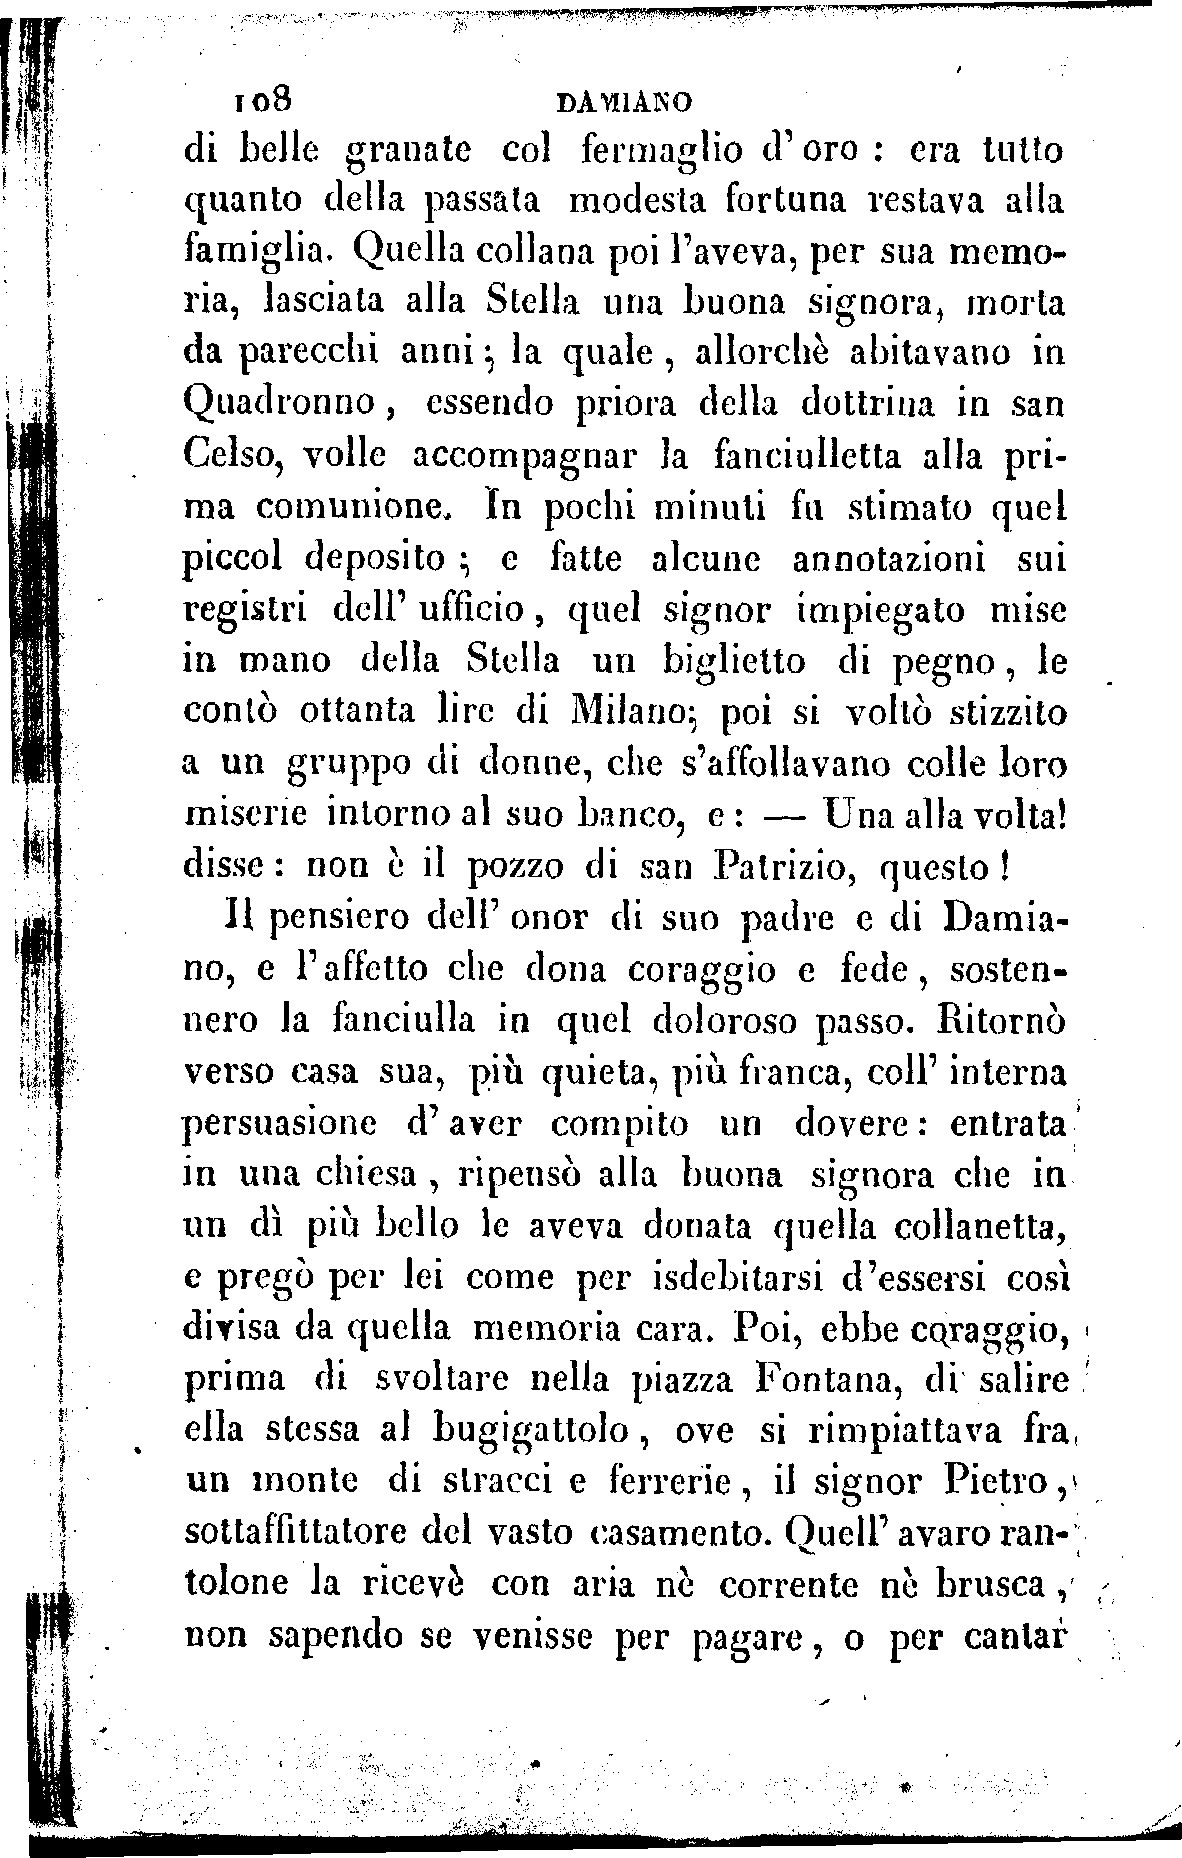 108 DAMIANO
di belle granate col fermaglio d' oro : era tutto
quanto della passata modesta fortuna restava alla
famiglia. Quella collana poi l'aveva, per sua memo-
ria, lasciata alla Stella una buona signora, morta
da parecchi anni; la quale, allorchè abitavano in
Quadronno, essendo priora della dottrina in san
Celso, volle accompagnar la fanciulletta alla pri-
ma comunione. In pochi minuti fu stimato quel
piccol deposito ; e fatte alcune annotazioni sui
registri dell' ufficio, quel signor impiegato mise
in mano della Stella un biglietto di pegno, le
contò ottanta lire di Milano; poi si voltò stizzito
a un gruppo di donne, che s'affollavano colle loro
miserie intorno al suo banco, e: — Una alla volta!
disse: non è il pozzo di san Patrizio, questo!
Il pensiero dell' onor di suo padre e di Damia-
no, e l'affetto che dona coraggio e fede, sosten-
nero la fanciulla in quel doloroso passo. Ritornò
verso casa sua, più quieta, più franca, coll' interna
persuasione d' aver compito un dovere: entrata
in una chiesa, ripensò alla buona signora che in
un dì più bello le aveva donata quella collanetta,
e pregò per lei come per isdebitarsi d'essersi così
divisa da quella memoria cara. Poi, ebbe coraggio,
prima di svoltare nella piazza Fontana, di salire
ella stessa al bugigattolo, ove si rimpiattava fra
un monte di stracci e ferrerie, il signor Pietro,
sottaffittatore del vasto casamento. Quell' avaro ran-
tolone la ricevè con aria nè corrente nè brusca,
non sapendo se venisse per pagare, o per cantar